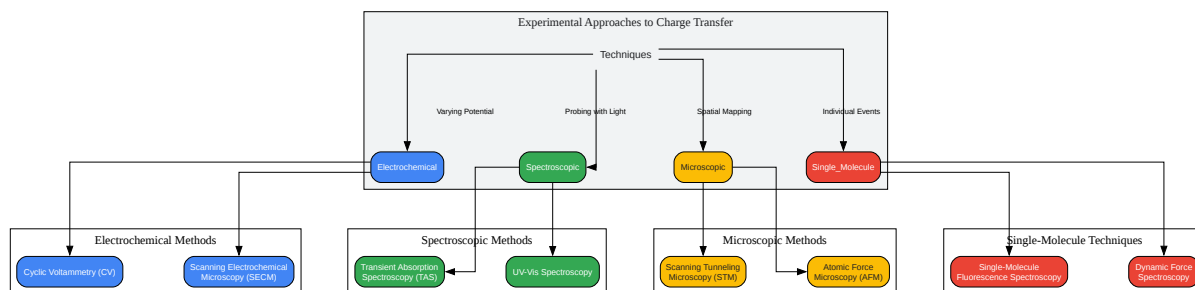 Experimental Approaches to Charge Transfer
Techniques
Varying Potential
Probing with Light
Spatial Mapping
Individual Events
Electrochemical
Spectroscopic
Microscopic
Single_Molecule
Electrochemical Methods
Spectroscopic Methods
Microscopic Methods
Single-Molecule Techniques
Cyclic Voltammetry (CV)
Scanning Electrochemical
Microscopy (SECM)
Transient Absorption
Spectroscopy (TAS)
UV-Vis Spectroscopy
Scanning Tunneling
Microscopy (STM)
Atomic Force
Microscopy (AFM)
Single-Molecule
Fluorescence Spectroscopy
Dynamic Force
Spectroscopy